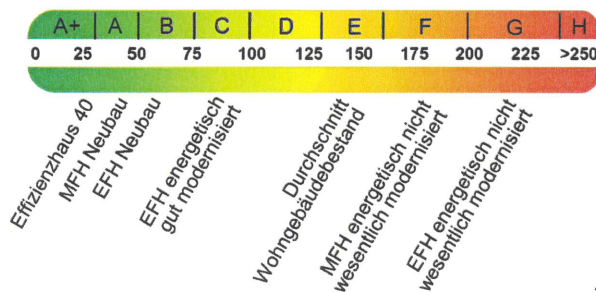 A+ A B C D E F G H
0 25 50 75 100 125 150 175 200 225 >250
Effizienzhaus 40
MFH Neubau
EFH Neubau
EFH energetisch
gut modernisiert
Durchschnitt
Wohngebäudebestand
MFH energetisch nicht
wesentlich modernisiert
EFH energetisch nicht
wesentlich modernisiert